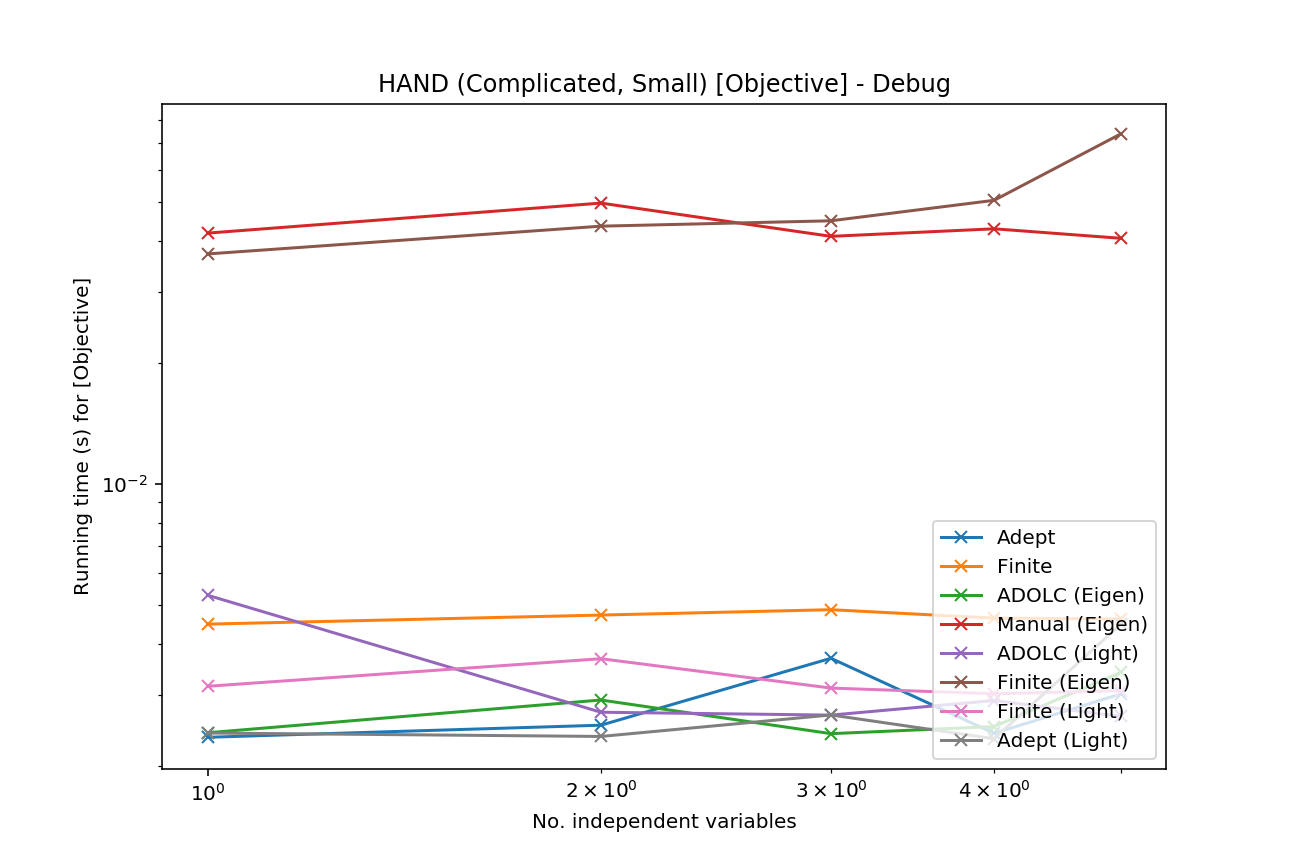 HAND (Complicated, Small) [Objective] - Debug
Running time (s) for [Objective]
10⁻²
Adept
Finite
ADOLC (Eigen)
Manual (Eigen)
ADOLC (Light)
Finite (Eigen)
Finite (Light)
Adept (Light)
10⁰
2 × 10⁰
3 × 10⁰
4 × 10⁰
No. independent variables